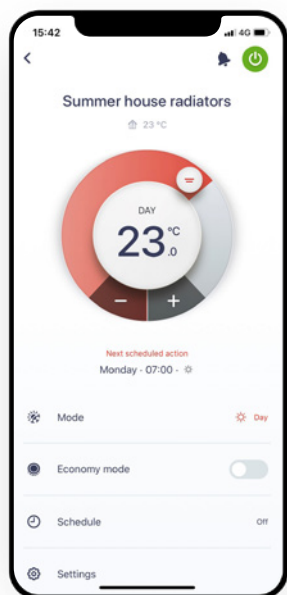 15:42
4G
Summer house radiators
23 °C
DAY
23 °C .0
− +
Next scheduled action
Monday - 07:00 -
Mode Day
Economy mode
Schedule Off
Settings